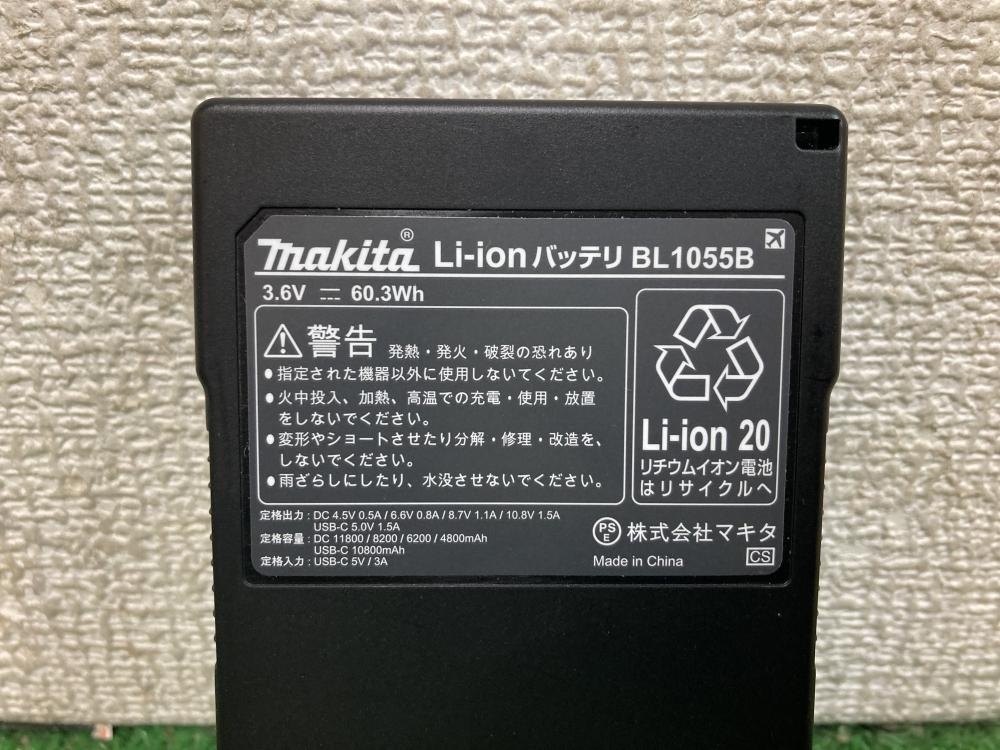 makita® Li-ionバッテリ BL1055B
3.6V ⎓ 60.3Wh
警告 発熱・発火・破裂の恐れあり
●指定された機器以外に使用しないてください。
●火中投入、加熱、高温での充電・使用・放置
をしないでください。
●変形やショートさせたり分解・修理・改造を、
しないでください。
●雨ざらしにしたり、水没させないでください。
Li-ion 20
リチウムイオン電池
はリサイクルへ
定格出力 : DC 4.5V 0.5A / 6.6V 0.8A / 8.7V 1.1A / 10.8V 1.5A
USB-C 5.0V 1.5A
定格容量 : DC 11800 / 8200 / 6200 / 4800mAh
USB-C 10800mAh
定格入力 : USB-C 5V / 3A
PSE 株式会社マキタ
Made in China CS